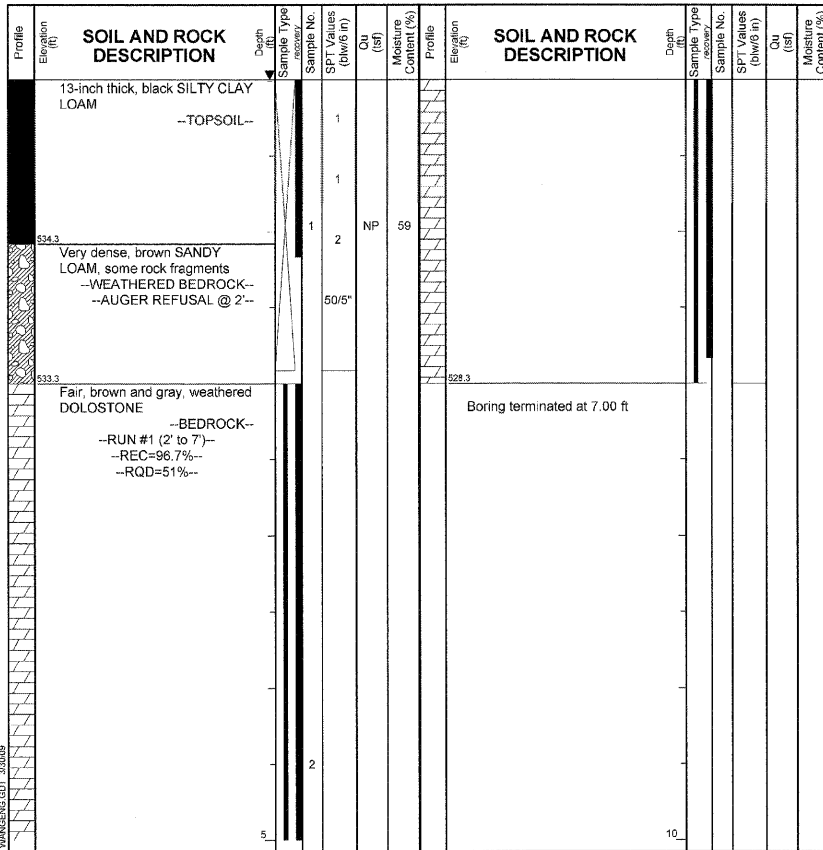 Profile
Elevation (ft)
SOIL AND ROCK
DESCRIPTION
Depth (ft)
Sample Type
recovery
Sample No.
SPT Values (blw/6 in)
Qu (tsf)
Moisture Content (%)
Profile
Elevation (ft)
SOIL AND ROCK
DESCRIPTION
Depth (ft)
Sample Type
recovery
Sample No.
SPT Values (blw/6 in)
Qu (tsf)
Moisture Content (%)
13-inch thick, black SILTY CLAY
LOAM
--TOPSOIL--
1
1
1
2
NP
59
534.3
Very dense, brown SANDY
LOAM, some rock fragments
--WEATHERED BEDROCK--
--AUGER REFUSAL @ 2'--
50/5"
533.3
Fair, brown and gray, weathered
DOLOSTONE
--BEDROCK--
--RUN #1 (2' to 7')--
--REC=96.7%--
--RQD=51%--
2
5
528.3
Boring terminated at 7.00 ft
10
WANGENG.GDT 3/30/09